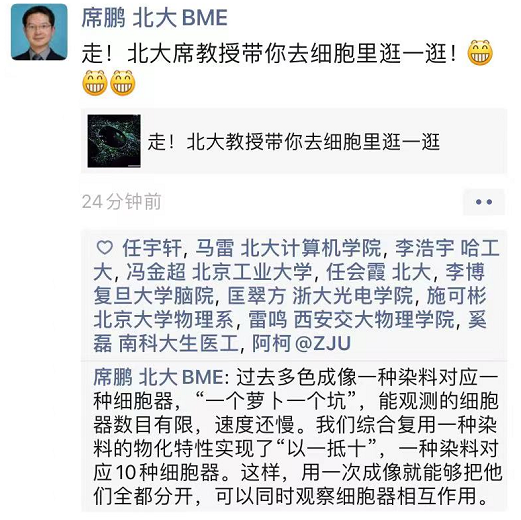 席鹏 北大BME
走！北大席教授带你去细胞里逛一逛！😁
😁😁
走！北大教授带你去细胞里逛一逛
24分钟前
任宇轩, 马雷 北大计算机学院, 李浩宇 哈工
大, 冯金超 北京工业大学, 任会霞 北大, 李博
复旦大学脑院, 匡翠方 浙大光电学院, 施可彬
北京大学物理系, 雷鸣 西安交大物理学院, 奚
磊 南科大生医工, 阿柯@ZJU
席鹏 北大BME: 过去多色成像一种染料对应一
种细胞器，“一个萝卜一个坑”，能观测的细胞
器数目有限，速度还慢。我们综合复用一种染
料的物化特性实现了“以一抵十”，一种染料对
应10种细胞器。这样，用一次成像就能够把他
们全都分开，可以同时观察细胞器相互作用。